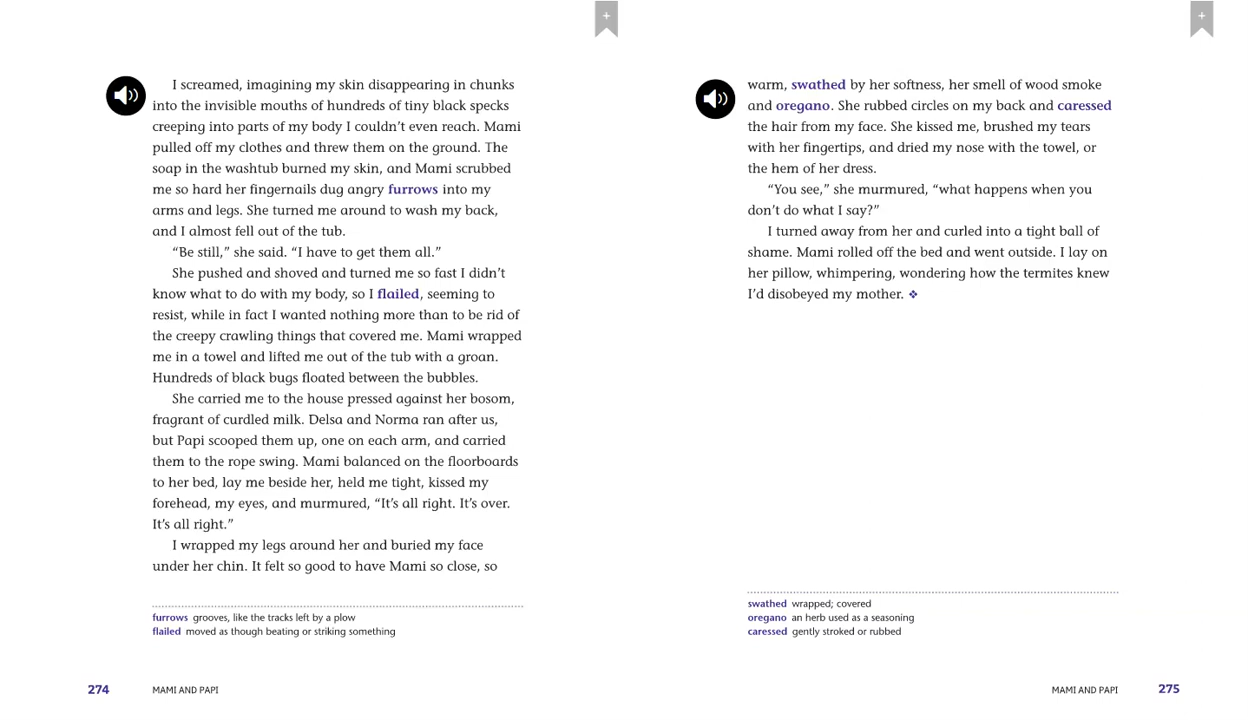 I screamed, imagining my skin disappearing in chunks
into the invisible mouths of hundreds of tiny black specks
creeping into parts of my body I couldn’t even reach. Mami
pulled off my clothes and threw them on the ground. The
soap in the washtub burned my skin, and Mami scrubbed
me so hard her fingernails dug angry furrows into my
arms and legs. She turned me around to wash my back,
and I almost fell out of the tub.
“Be still,” she said. “I have to get them all.”
She pushed and shoved and turned me so fast I didn’t
know what to do with my body, so I flailed, seeming to
resist, while in fact I wanted nothing more than to be rid of
the creepy crawling things that covered me. Mami wrapped
me in a towel and lifted me out of the tub with a groan.
Hundreds of black bugs floated between the bubbles.
She carried me to the house pressed against her bosom,
fragrant of curdled milk. Delsa and Norma ran after us,
but Papi scooped them up, one on each arm, and carried
them to the rope swing. Mami balanced on the floorboards
to her bed, lay me beside her, held me tight, kissed my
forehead, my eyes, and murmured, “It’s all right. It’s over.
It’s all right.”
I wrapped my legs around her and buried my face
under her chin. It felt so good to have Mami so close, so
furrows grooves, like the tracks left by a plow
flailed moved as though beating or striking something
274 MAMI AND PAPI
warm, swathed by her softness, her smell of wood smoke
and oregano. She rubbed circles on my back and caressed
the hair from my face. She kissed me, brushed my tears
with her fingertips, and dried my nose with the towel, or
the hem of her dress.
“You see,” she murmured, “what happens when you
don’t do what I say?”
I turned away from her and curled into a tight ball of
shame. Mami rolled off the bed and went outside. I lay on
her pillow, whimpering, wondering how the termites knew
I’d disobeyed my mother. ❖
swathed wrapped; covered
oregano an herb used as a seasoning
caressed gently stroked or rubbed
MAMI AND PAPI 275